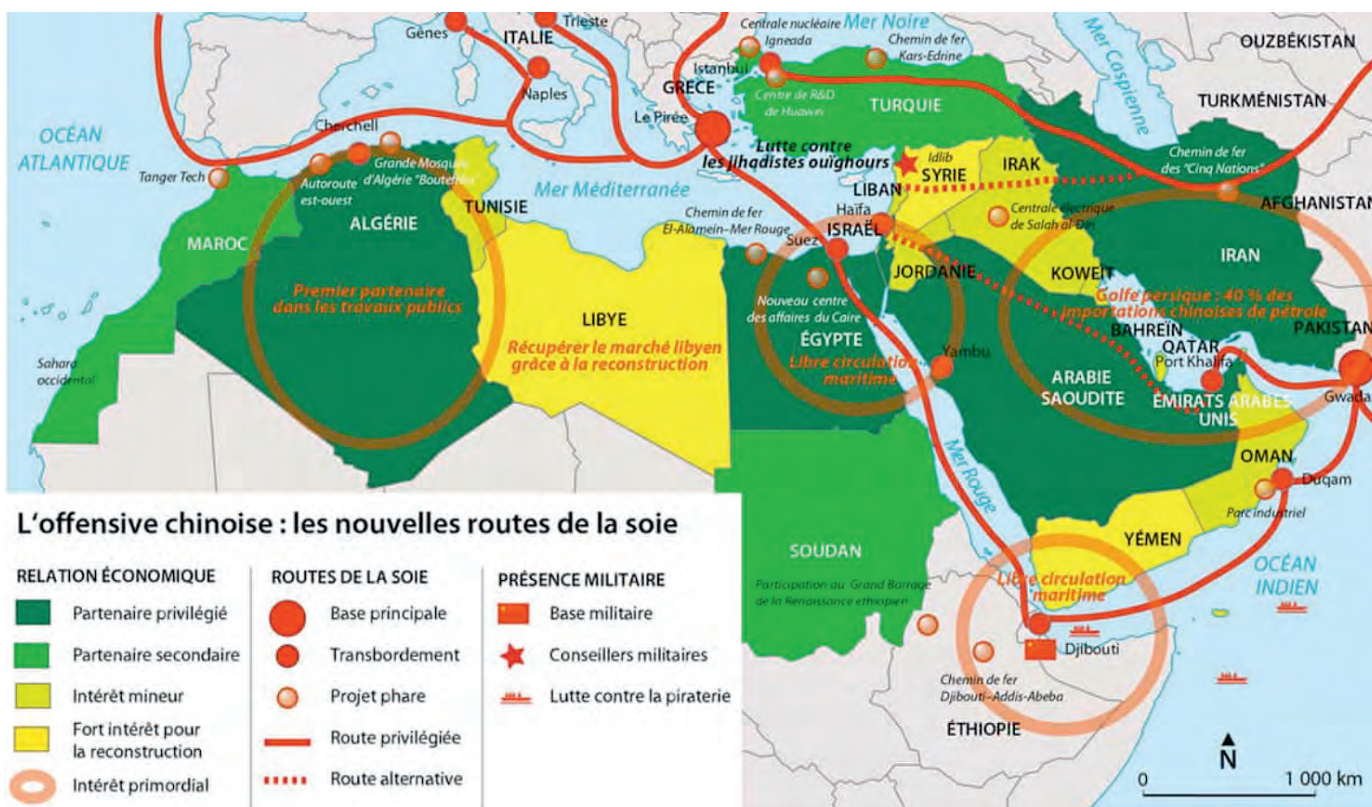 Gênes
Trieste
ITALIE
Naples
GRÈCE
Le Pirée
Centrale nucléaire
Igneada
Mer Noire
Chemin de fer
Kars-Edrine
Istanbul
Centre de R&D
de Huawei
TURQUIE
Mer Caspienne
OUZBÉKISTAN
TURKMÉNISTAN
OCÉAN
ATLANTIQUE
Cherchell
Tanger Tech
Autoroute
est-ouest
Grande Mosquée
d'Algérie
ALGÉRIE
TUNISIE
Mer Méditerranée
Lutte contre
les jihadistes ouïghours
Idlib
SYRIE
IRAK
LIBAN
Chemin de fer
des "Cinq Nations"
AFGHANISTAN
MAROC
Premier partenaire
dans les travaux publics
Chemin de fer
El-Alamein–Mer Rouge
Haïfa
Suez
ISRAËL
JORDANIE
Centrale électrique
de Salah al-Din
KOWEÏT
IRAN
LIBYE
Récupérer le marché libyen
grâce à la reconstruction
Nouveau centre
des affaires du Caire
ÉGYPTE
Libre circulation
maritime
Yambu
Golfe persique : 40 % des
importations chinoises de pétrole
BAHREÏN
QATAR
Port Khalifa
PAKISTAN
Sahara
occidental
ARABIE
SAOUDITE
ÉMIRATS ARABES
UNIS
Gwada
OMAN
Duqam
Parc industriel
Mer Rouge
SOUDAN
YÉMEN
OCÉAN
INDIEN
Participation au Grand Barrage
de la Renaissance éthiopien
Libre circulation
maritime
Djibouti
Chemin de fer
Djibouti–Addis-Abeba
ÉTHIOPIE
N
0 1 000 km
L'offensive chinoise : les nouvelles routes de la soie
RELATION ÉCONOMIQUE
Partenaire privilégié
Partenaire secondaire
Intérêt mineur
Fort intérêt pour
la reconstruction
Intérêt primordial
ROUTES DE LA SOIE
Base principale
Transbordement
Projet phare
Route privilégiée
Route alternative
PRÉSENCE MILITAIRE
Base militaire
Conseillers militaires
Lutte contre la piraterie